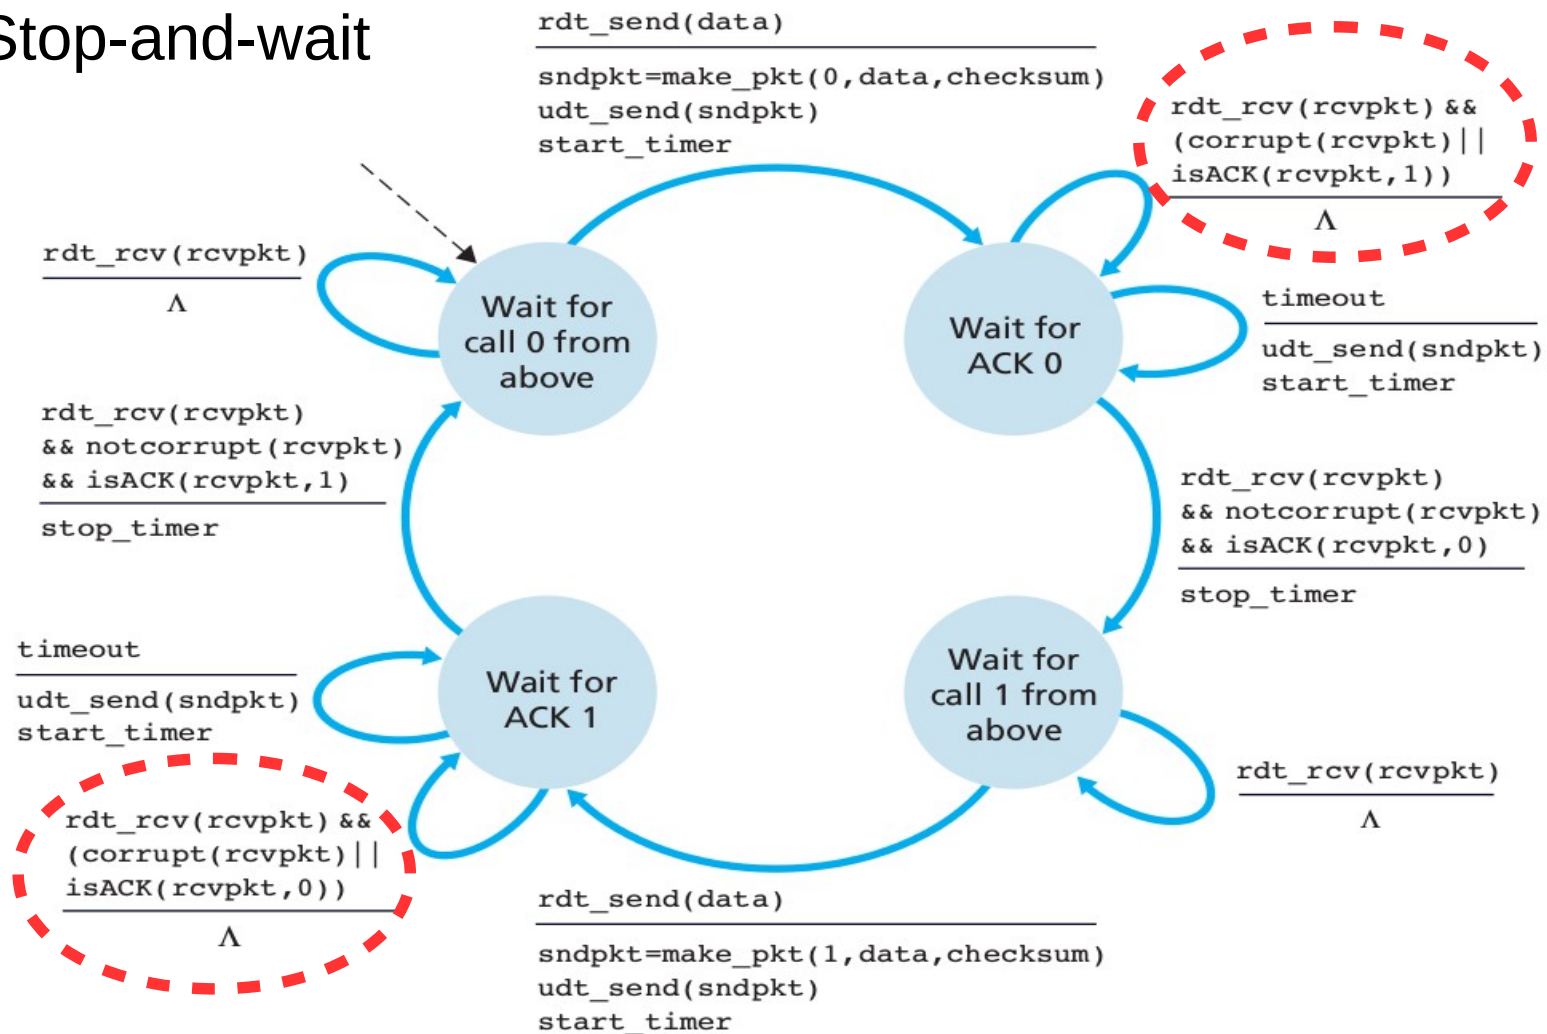 Stop-and-wait
rdt_send(data)
sndpkt=make_pkt(0,data,checksum)
udt_send(sndpkt)
start_timer
rdt_rcv(rcvpkt) &&
(corrupt(rcvpkt)||
isACK(rcvpkt,1))
Λ
rdt_rcv(rcvpkt)
Λ
Wait for
call 0 from
above
Wait for
ACK 0
timeout
udt_send(sndpkt)
start_timer
rdt_rcv(rcvpkt)
&& notcorrupt(rcvpkt)
&& isACK(rcvpkt,1)
stop_timer
rdt_rcv(rcvpkt)
&& notcorrupt(rcvpkt)
&& isACK(rcvpkt,0)
stop_timer
timeout
udt_send(sndpkt)
start_timer
Wait for
ACK 1
Wait for
call 1 from
above
rdt_rcv(rcvpkt)
Λ
rdt_rcv(rcvpkt) &&
(corrupt(rcvpkt)||
isACK(rcvpkt,0))
Λ
rdt_send(data)
sndpkt=make_pkt(1,data,checksum)
udt_send(sndpkt)
start_timer